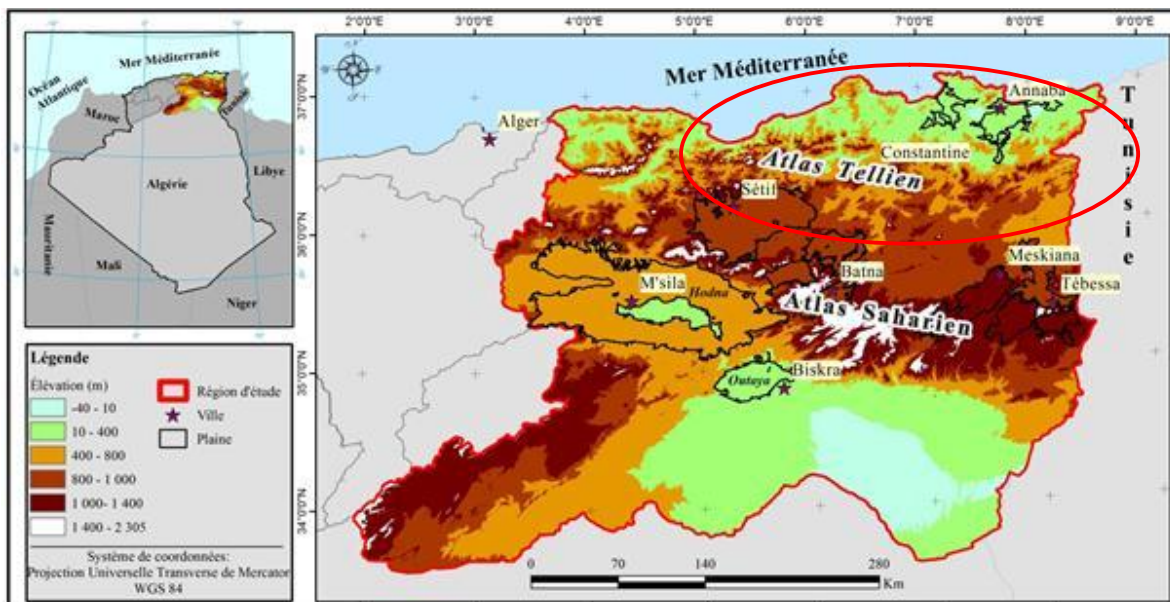 Mer Méditerranée
Océan
Atlantique
Maroc
Tunisie
Algérie
Libye
Mauritanie
Mali
Niger
Légende
Élévation (m)
-40 - 10
10 - 400
400 - 800
800 - 1 000
1 000- 1 400
1 400 - 2 305
Région d'étude
Ville
Plaine
Système de coordonnées:
Projection Universelle Transverse de Mercator
WGS 84
2°0'0"E
3°0'0"E
4°0'0"E
5°0'0"E
6°0'0"E
7°0'0"E
8°0'0"E
9°0'0"E
37°0'0"N
36°0'0"N
35°0'0"N
34°0'0"N
Mer Méditerranée
Tunisie
Alger
Annaba
Constantine
Atlas Tellien
Sétif
Meskiana
Batna
Tébessa
M'sila
Hodna
Atlas Saharien
Biskra
Outaya
0
70
140
280
Km